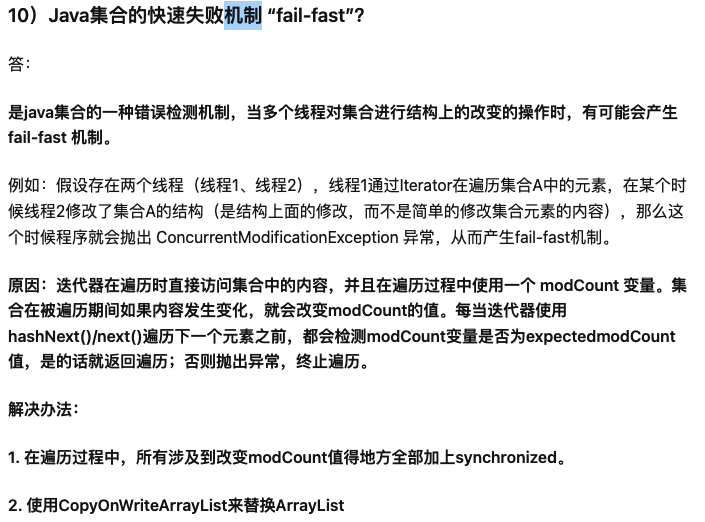 10）Java集合的快速失败机制 “fail-fast”？
答：
是java集合的一种错误检测机制，当多个线程对集合进行结构上的改变的操作时，有可能会产生
fail-fast 机制。
例如：假设存在两个线程（线程1、线程2），线程1通过Iterator在遍历集合A中的元素，在某个时
候线程2修改了集合A的结构（是结构上面的修改，而不是简单的修改集合元素的内容），那么这
个时候程序就会抛出 ConcurrentModificationException 异常，从而产生fail-fast机制。
原因：迭代器在遍历时直接访问集合中的内容，并且在遍历过程中使用一个 modCount 变量。集
合在被遍历期间如果内容发生变化，就会改变modCount的值。每当迭代器使用
hashNext()/next()遍历下一个元素之前，都会检测modCount变量是否为expectedmodCount
值，是的话就返回遍历；否则抛出异常，终止遍历。
解决办法：
1. 在遍历过程中，所有涉及到改变modCount值得地方全部加上synchronized。
2. 使用CopyOnWriteArrayList来替换ArrayList